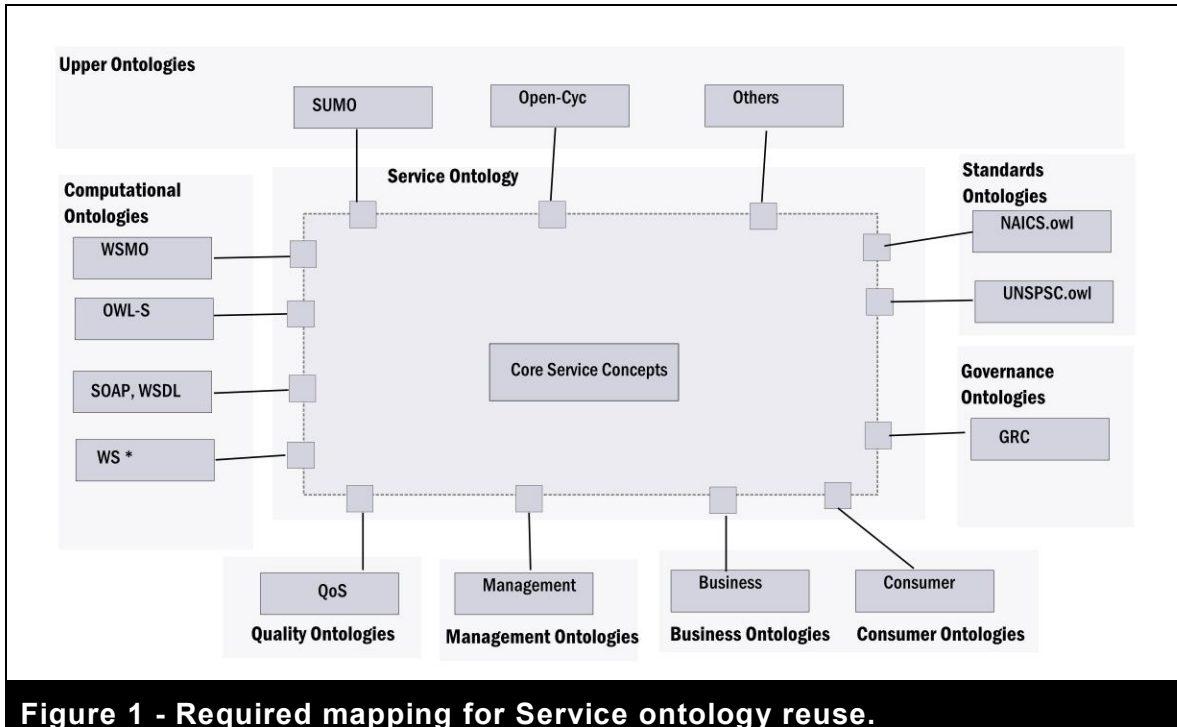 Upper Ontologies
SUMO
Open-Cyc
Others
Service Ontology
Computational
Ontologies
WSMO
OWL-S
SOAP, WSDL
WS *
Core Service Concepts
Standards
Ontologies
NAICS.owl
UNSPSC.owl
Governance
Ontologies
GRC
QoS
Quality Ontologies
Management
Management Ontologies
Business
Business Ontologies
Consumer
Consumer Ontologies
Figure 1 - Required mapping for Service ontology reuse.